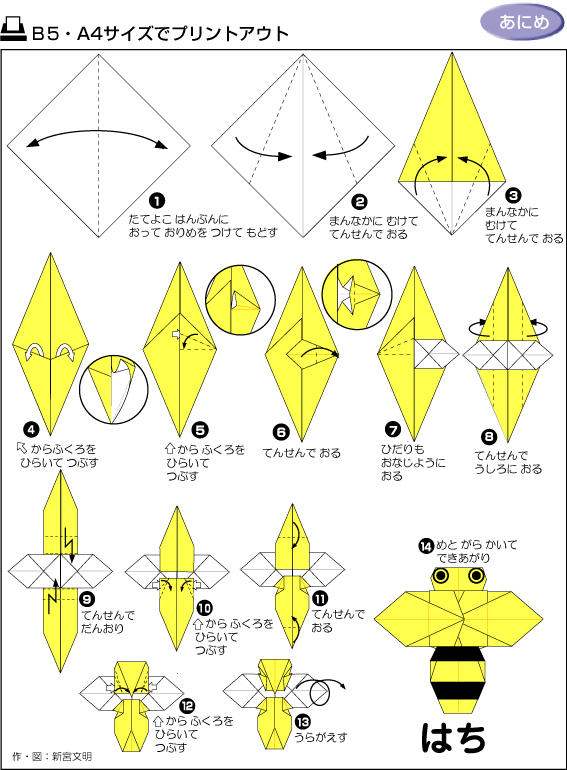 B5・A4サイズでプリントアウト
あにめ
1
たてよこ はんぶんに
おって おりめを つけて もどす
2
まんなかに むけて
てんせんで おる
3
まんなかに
むけて
てんせんで おる
4
からふくろを
ひらいて つぶす
5
⇧から ふくろを
ひらいて
つぶす
6
てんせんで おる
7
ひだりも
おなじように
おる
8
てんせんで
うしろに おる
9
てんせんで
だんおり
10
⇧から ふくろを
ひらいて
つぶす
11
てんせんで
おる
12
⇧から ふくろを
ひらいて
つぶす
13
うらがえす
14
めと がら かいて
できあがり
はち
作・図：新宮文明